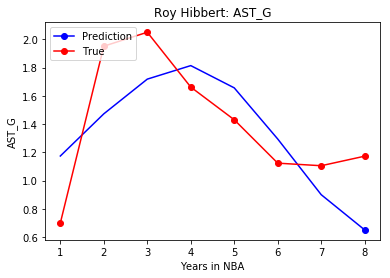 Roy Hibbert: AST_G
Prediction
True
AST_G
2.0
1.8
1.6
1.4
1.2
1.0
0.8
0.6
1 2 3 4 5 6 7 8
Years in NBA